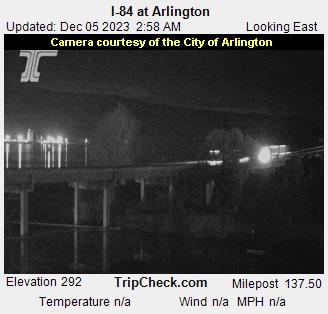 I-84 at Arlington
Updated: Dec 05 2023 2:58 AM Looking East
Camera courtesy of the City of Arlington
Elevation 292 TripCheck.com Milepost 137.50
Temperature n/a Wind n/a MPH n/a